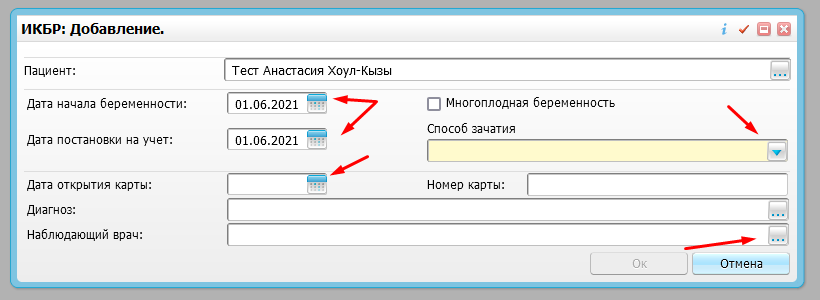 ИКБР: Добавление.
Пациент: Тест Анастасия Хоул-Кызы ...
Дата начала беременности: 01.06.2021 Многоплодная беременность
Способ зачатия
Дата постановки на учет: 01.06.2021
Дата открытия карты: Номер карты:
Диагноз: ...
Наблюдающий врач: ...
Ок Отмена